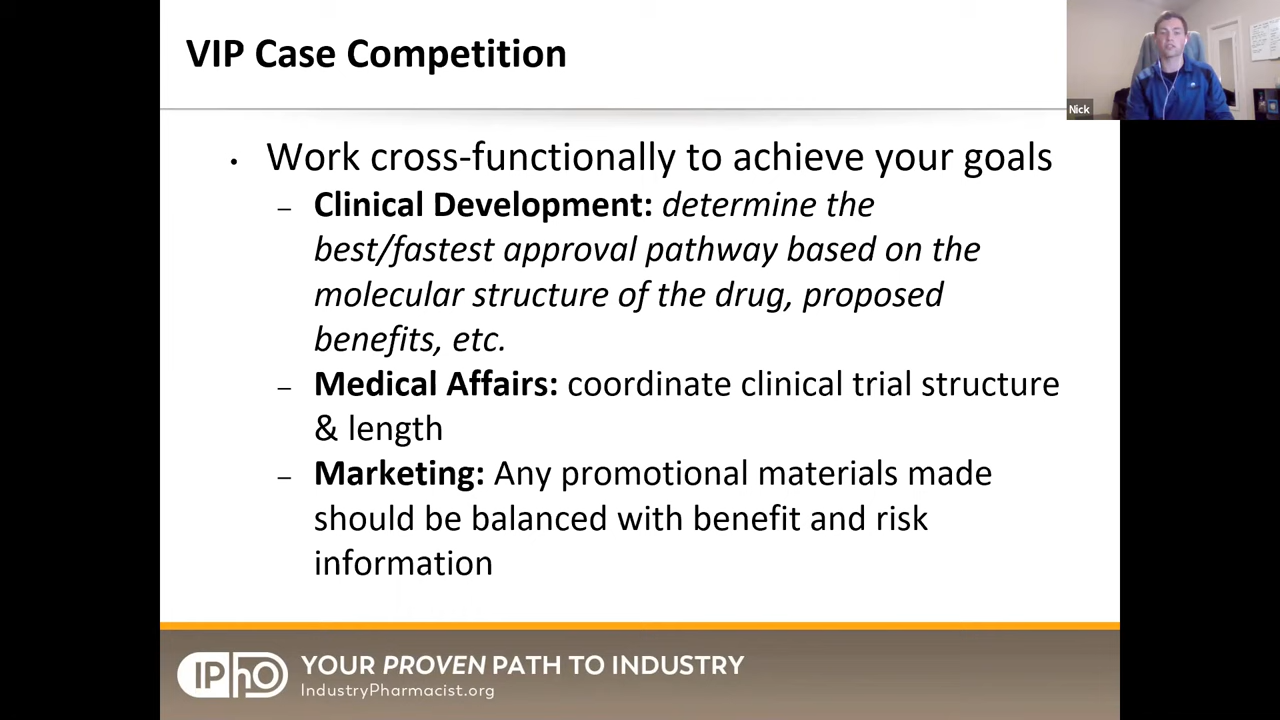 VIP Case Competition
Nick
• Work cross-functionally to achieve your goals
– Clinical Development: determine the
best/fastest approval pathway based on the
molecular structure of the drug, proposed
benefits, etc.
– Medical Affairs: coordinate clinical trial structure
& length
– Marketing: Any promotional materials made
should be balanced with benefit and risk
information
IPhO
YOUR PROVEN PATH TO INDUSTRY
IndustryPharmacist.org